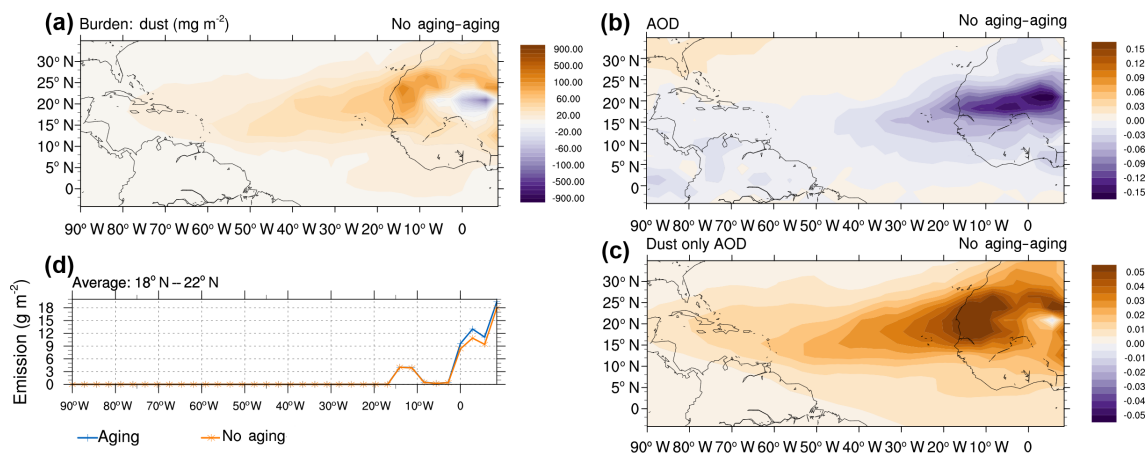 (a) Burden: dust (mg m⁻²) No aging–aging
35° N
30° N
25° N
20° N
15° N
10° N
5° N
0
900.00
500.00
100.00
60.00
20.00
-20.00
-60.00
-100.00
-500.00
-900.00
90° W 80° W 70° W 60° W 50° W 40° W 30° W 20° W 10° W 0
(b) AOD No aging–aging
30° N
25° N
20° N
15° N
10° N
5° N
0
0.15
0.12
0.09
0.06
0.03
0.00
-0.03
-0.06
-0.09
-0.12
-0.15
90° W 80° W 70° W 60° W 50° W 40° W 30° W 20° W 10° W 0
(c) Dust only AOD No aging–aging
30° N
25° N
20° N
15° N
10° N
5° N
0
0.05
0.04
0.03
0.02
0.01
0.00
-0.01
-0.02
-0.03
-0.04
-0.05
90° W 80° W 70° W 60° W 50° W 40° W 30° W 20° W 10° W 0
(d) Average: 18° N – 22° N
Emission (g m⁻²)
18
15
12
9
6
3
0
90° W 80° W 70° W 60° W 50° W 40° W 30° W 20° W 10° W 0
Aging No aging